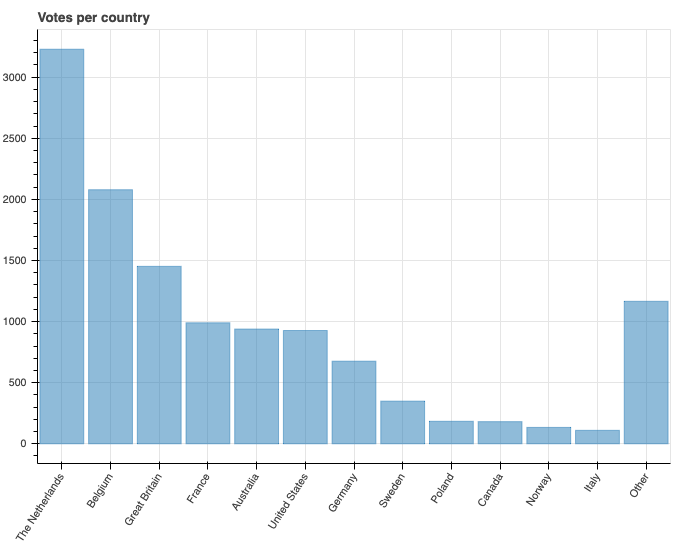 Votes per country
3000
2500
2000
1500
1000
500
0
The Netherlands
Belgium
Great Britain
France
Australia
United States
Germany
Sweden
Poland
Canada
Norway
Italy
Other